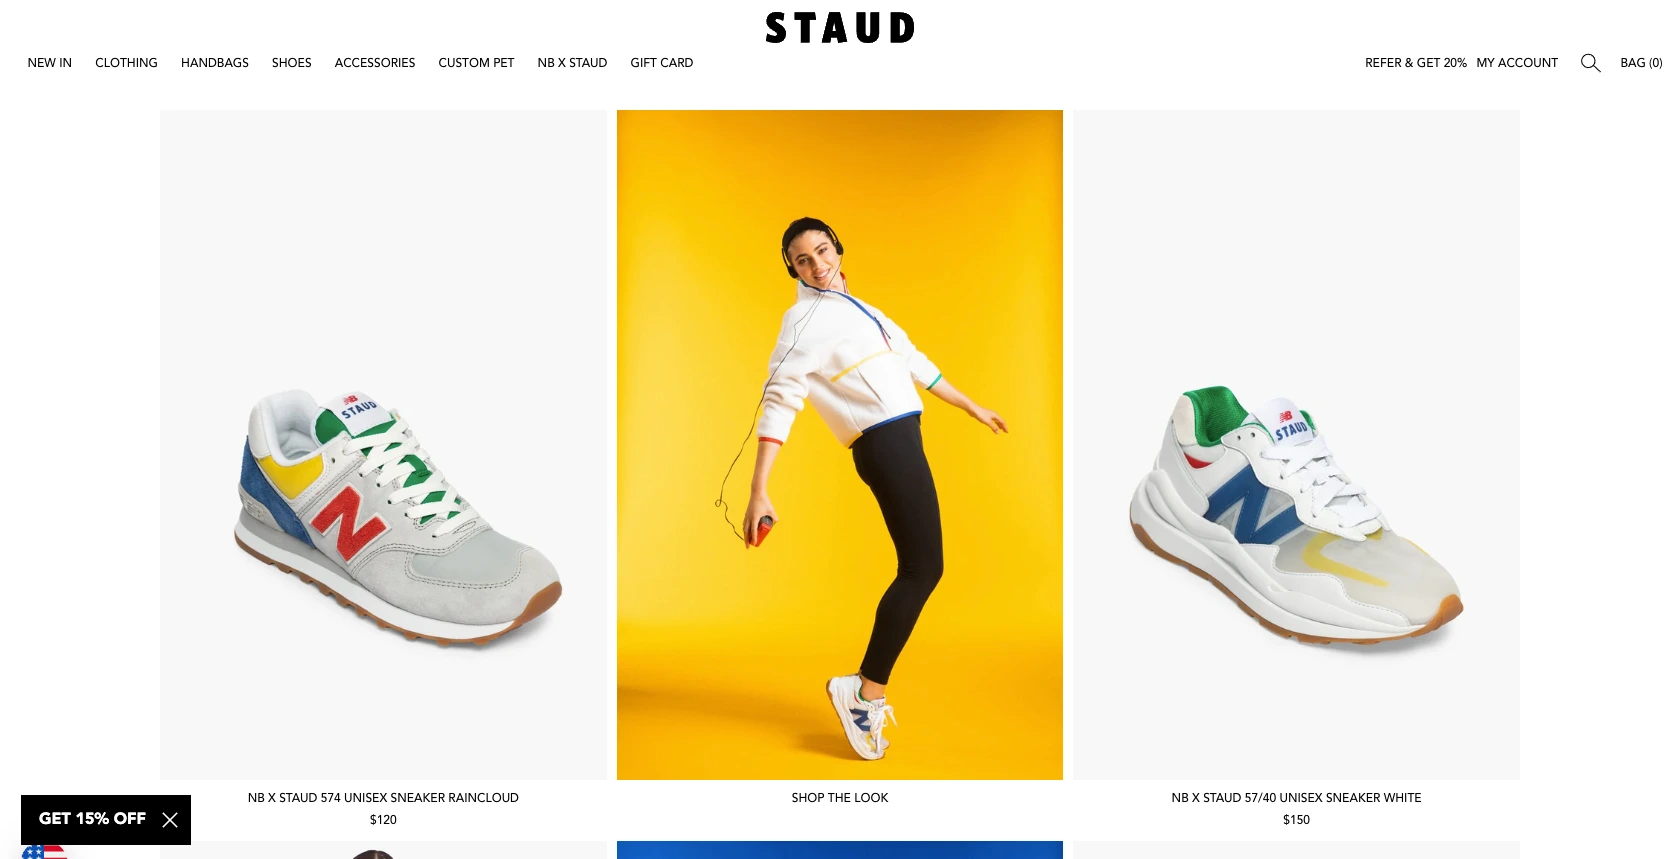 STAUD
NEW IN CLOTHING HANDBAGS SHOES ACCESSORIES CUSTOM PET NB X STAUD GIFT CARD REFER & GET 20% MY ACCOUNT BAG (0)
NB
STAUD
N
NB
STAUD
N
N
NB X STAUD 574 UNISEX SNEAKER RAINCLOUD
$120
SHOP THE LOOK
NB X STAUD 57/40 UNISEX SNEAKER WHITE
$150
GET 15% OFF